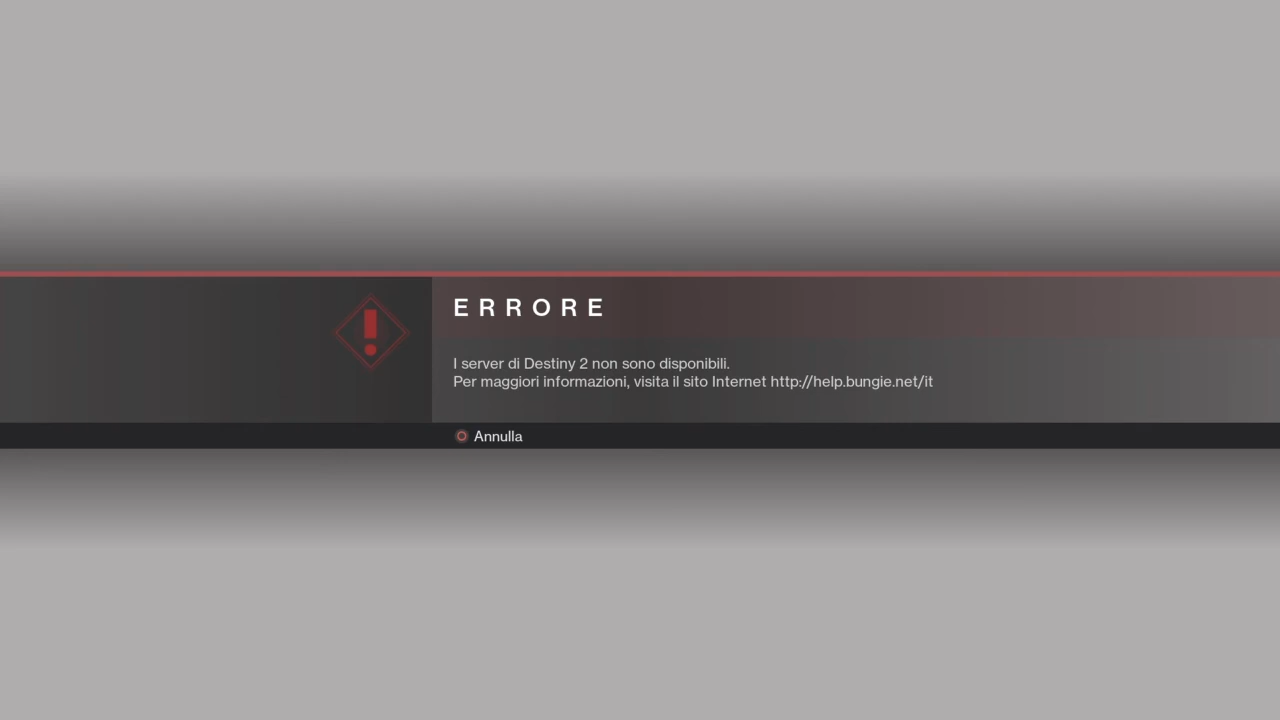 ERRORE
I server di Destiny 2 non sono disponibili.
Per maggiori informazioni, visita il sito Internet http://help.bungie.net/it
Annulla